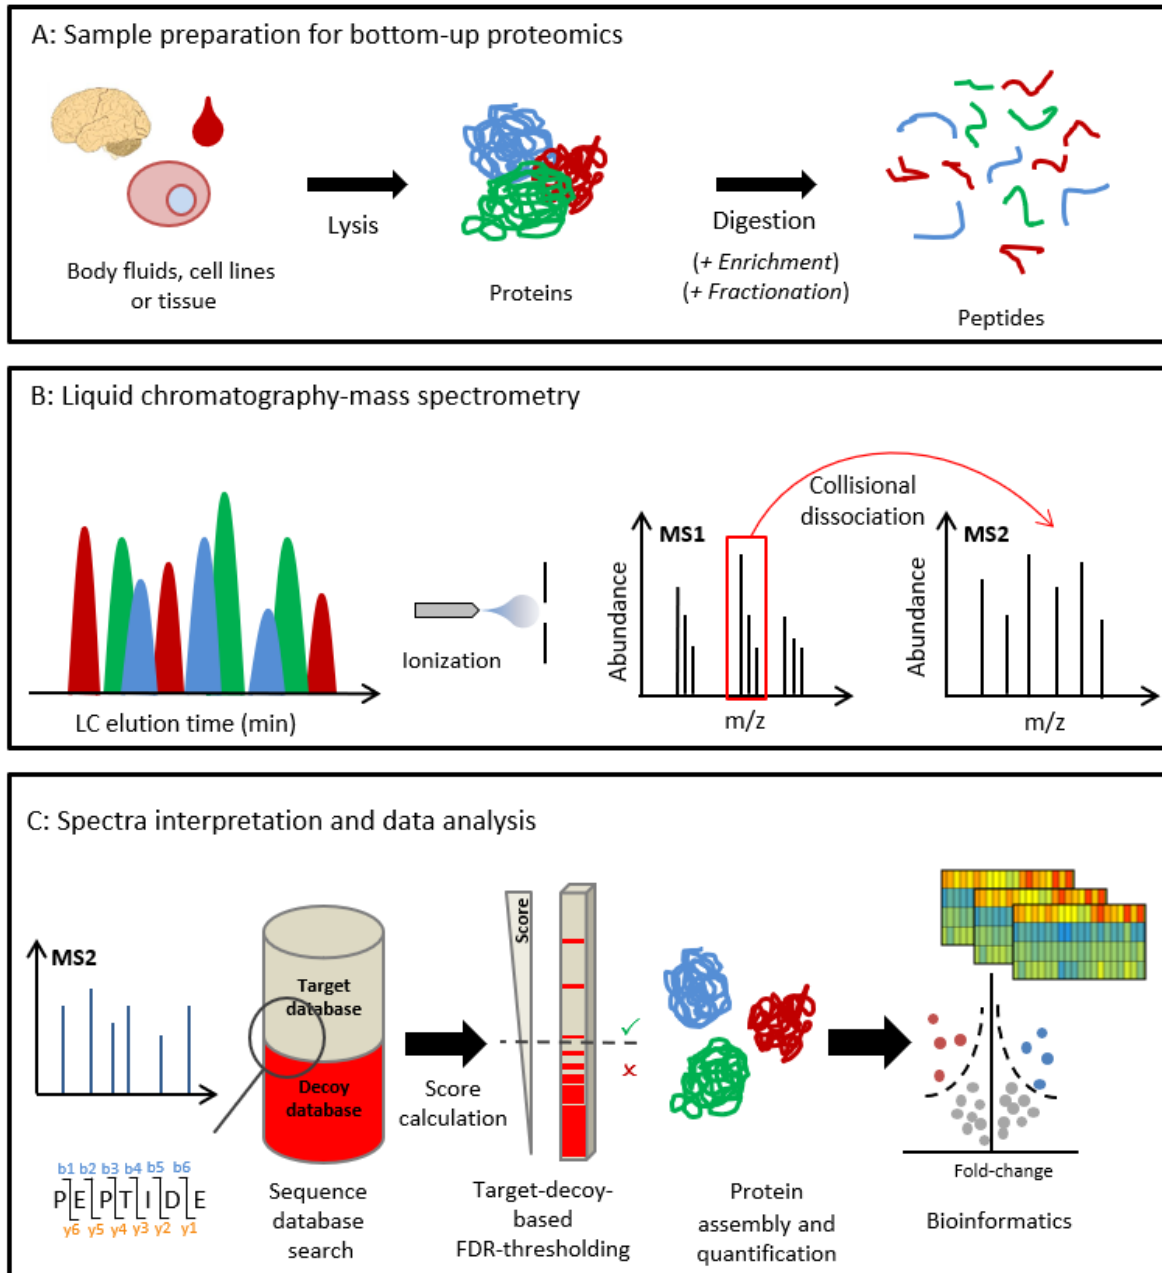 A: Sample preparation for bottom-up proteomics
Lysis
Digestion
(+ Enrichment)
(+ Fractionation)
Body fluids, cell lines
or tissue
Proteins
Peptides
B: Liquid chromatography-mass spectrometry
LC elution time (min)
Ionization
Abundance
MS1
m/z
Collisional
dissociation
Abundance
MS2
m/z
C: Spectra interpretation and data analysis
MS2
b1 b2 b3 b4 b5 b6
PEPTIDE
y6 y5 y4 y3 y2 y1
Target
database
Decoy
database
Sequence
database
search
Score
calculation
Score
✓
x
Target-decoy-
based
FDR-thresholding
Protein
assembly and
quantification
Fold-change
Bioinformatics